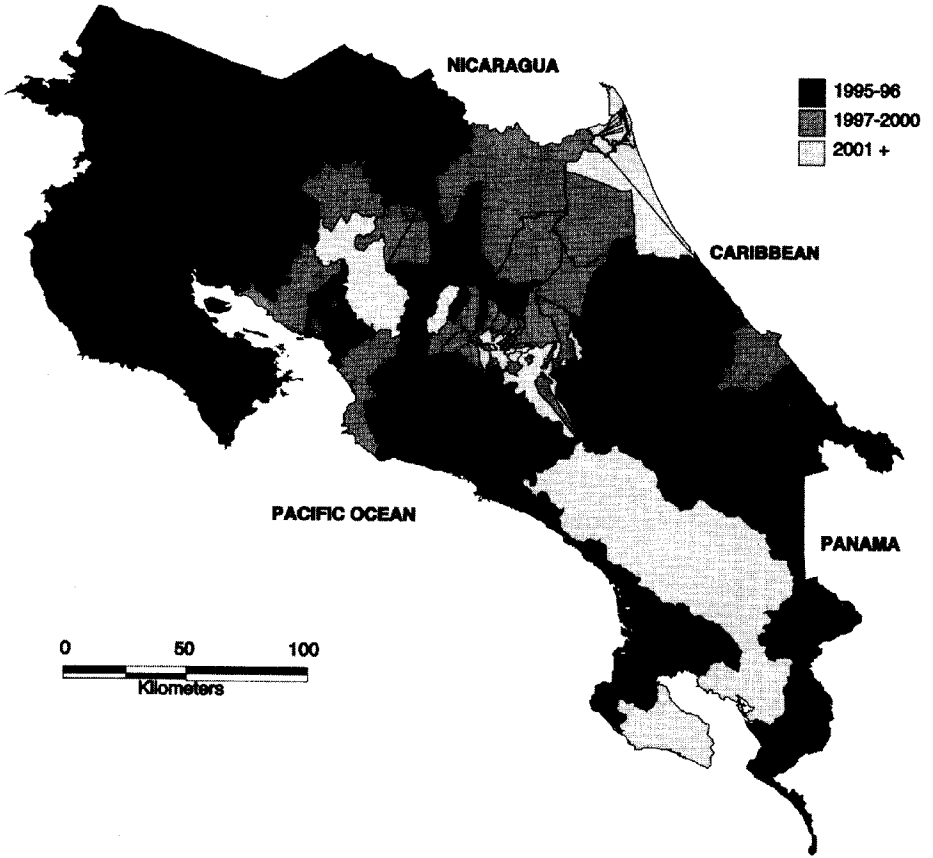 NICARAGUA
1995-96
1997-2000
2001 +
CARIBBEAN
PACIFIC OCEAN
PANAMA
0 50 100
Kilometers